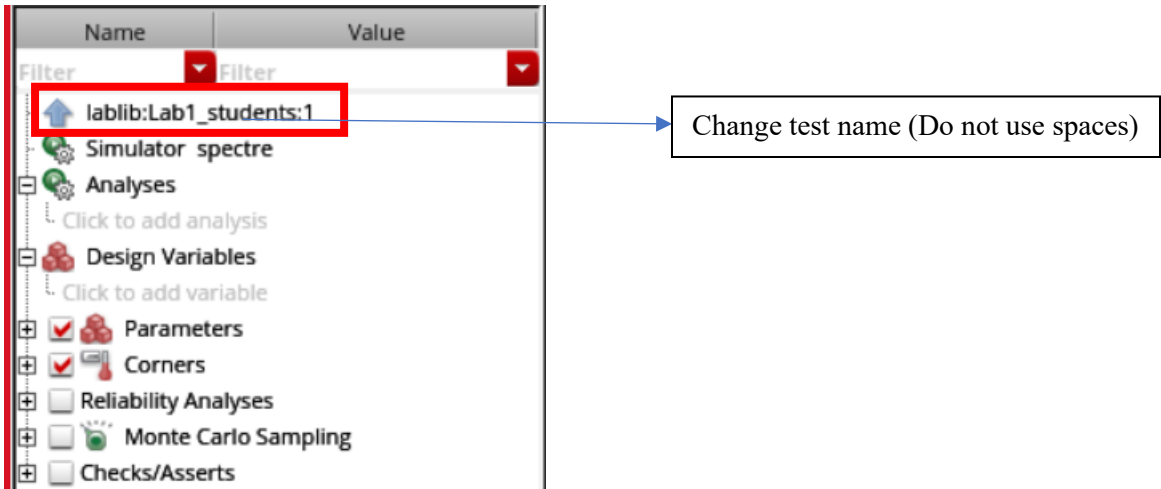 Name Value
Filter Filter
lablib:Lab1_students:1
Change test name (Do not use spaces)
Simulator spectre
Analyses
Click to add analysis
Design Variables
Click to add variable
Parameters
Corners
Reliability Analyses
Monte Carlo Sampling
Checks/Asserts